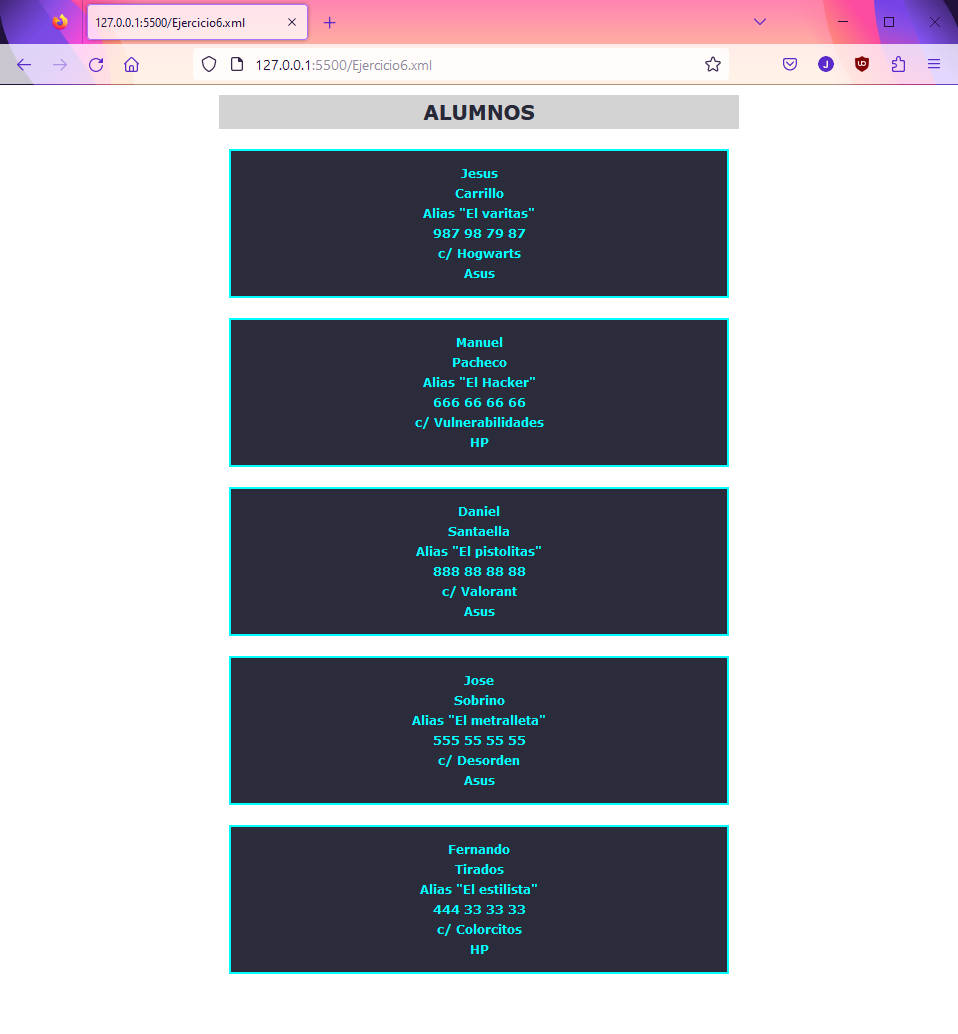 127.0.0.1:5500/Ejercicio6.xml
127.0.0.1:5500/Ejercicio6.xml
J
ALUMNOS
Jesus
Carrillo
Alias "El varitas"
987 98 79 87
c/ Hogwarts
Asus
Manuel
Pacheco
Alias "El Hacker"
666 66 66 66
c/ Vulnerabilidades
HP
Daniel
Santaella
Alias "El pistolitas"
888 88 88 88
c/ Valorant
Asus
Jose
Sobrino
Alias "El metralleta"
555 55 55 55
c/ Desorden
Asus
Fernando
Tirados
Alias "El estilista"
444 33 33 33
c/ Colorcitos
HP